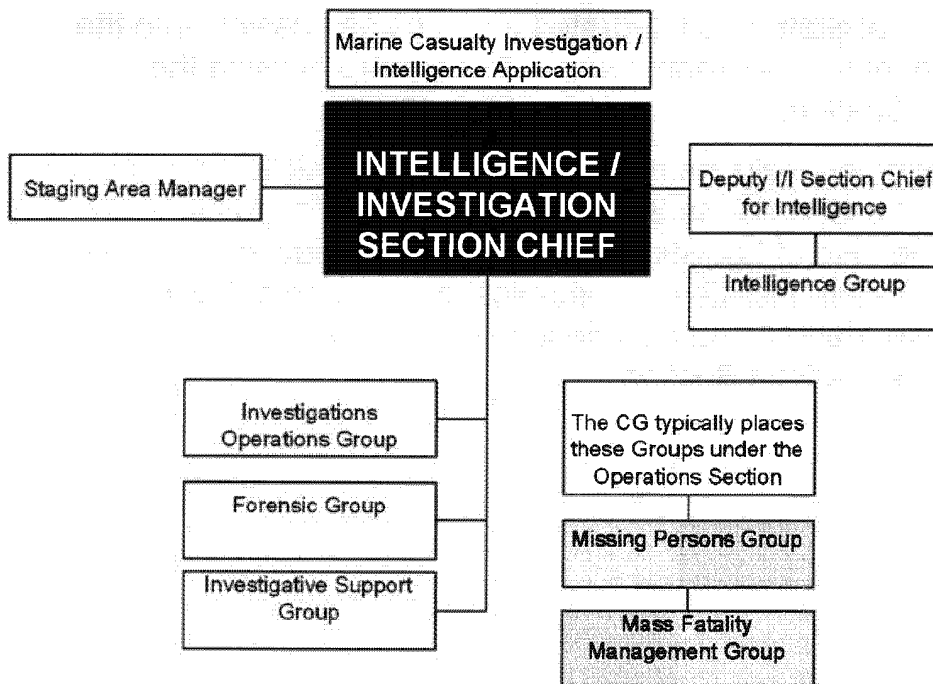 Marine Casualty Investigation /
Intelligence Application
INTELLIGENCE /
INVESTIGATION
SECTION CHIEF
Staging Area Manager
Deputy I/I Section Chief
for Intelligence
Intelligence Group
Investigations
Operations Group
Forensic Group
Investigative Support
Group
The CG typically places
these Groups under the
Operations Section
Missing Persons Group
Mass Fatality
Management Group